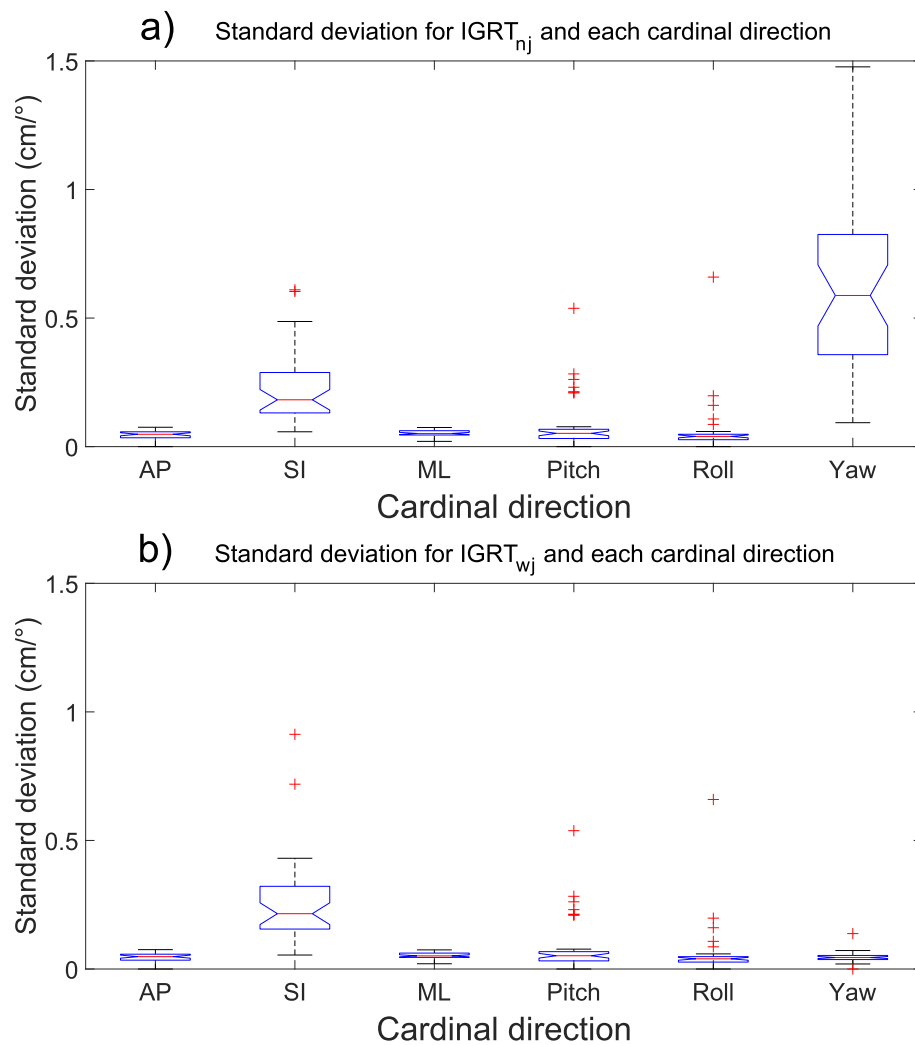 a) Standard deviation for IGRT_nj and each cardinal direction
Standard deviation (cm/°)
1.5
1
0.5
0
AP SI ML Pitch Roll Yaw
Cardinal direction
b) Standard deviation for IGRT_wj and each cardinal direction
Standard deviation (cm/°)
1.5
1
0.5
0
AP SI ML Pitch Roll Yaw
Cardinal direction